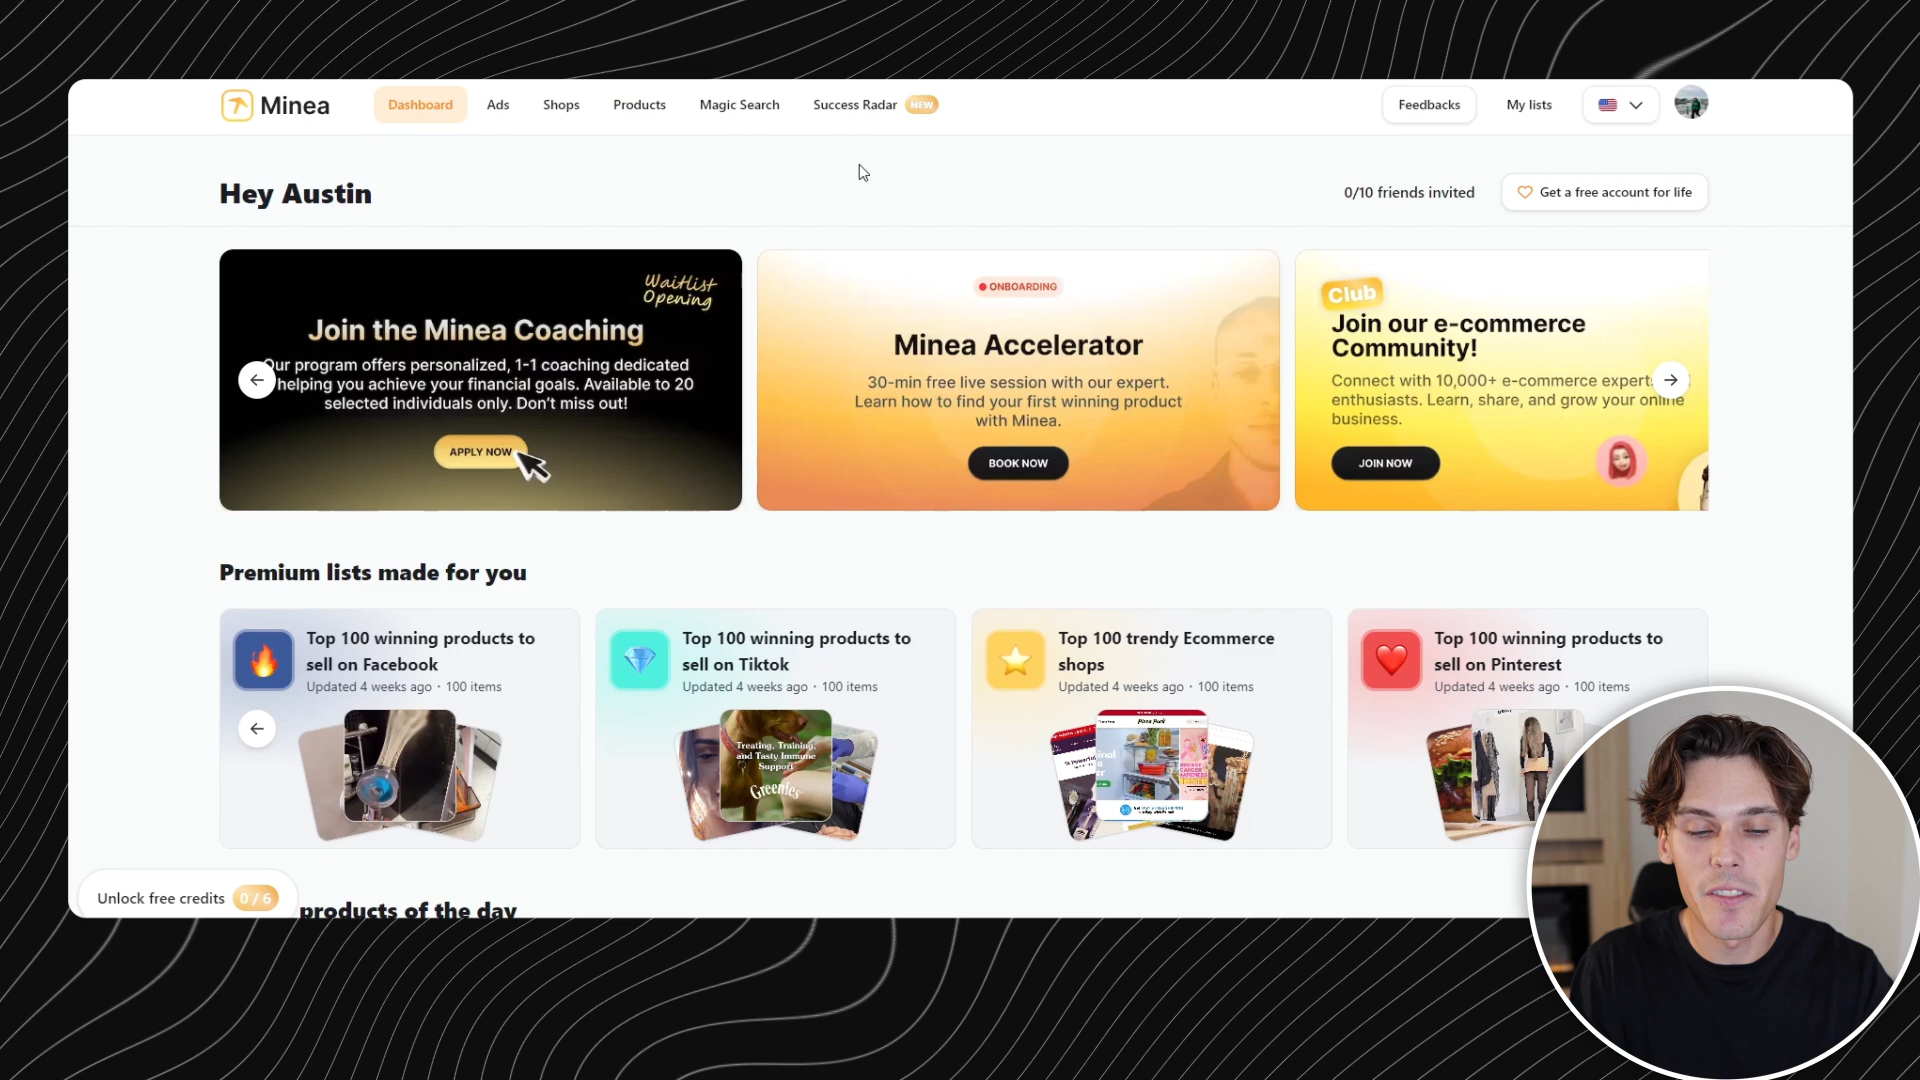 Minea
Dashboard
Ads
Shops
Products
Magic Search
Success Radar NEW
Feedbacks
My lists
Hey Austin
0/10 friends invited
Get a free account for life
Waitlist
Opening
Join the Minea Coaching
Our program offers personalized, 1-1 coaching dedicated
helping you achieve your financial goals. Available to 20
selected individuals only. Don't miss out!
APPLY NOW
ONBOARDING
Minea Accelerator
30-min free live session with our expert.
Learn how to find your first winning product
with Minea.
BOOK NOW
Club
Join our e-commerce
Community!
Connect with 10,000+ e-commerce expert
enthusiasts. Learn, share, and grow your online
business.
JOIN NOW
Premium lists made for you
Top 100 winning products to
sell on Facebook
Updated 4 weeks ago · 100 items
Top 100 winning products to
sell on Tiktok
Updated 4 weeks ago · 100 items
Treating, Training,
and Tasty Immune
Support
Greenies
Top 100 trendy Ecommerce
shops
Updated 4 weeks ago · 100 items
Top 100 winning products to
sell on Pinterest
Updated 4 weeks ago · 100 items
Unlock free credits 0 / 6
products of the day